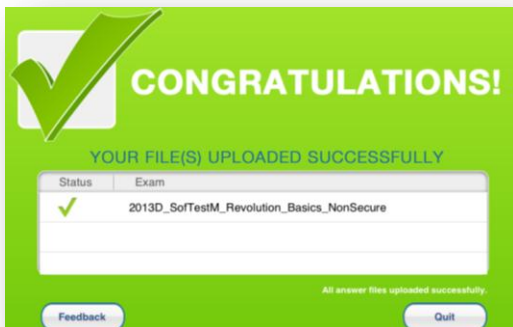 CONGRATULATIONS!
YOUR FILE(S) UPLOADED SUCCESSFULLY
Status Exam
2013D_SofTestM_Revolution_Basics_NonSecure
All answer files uploaded successfully.
Feedback Quit